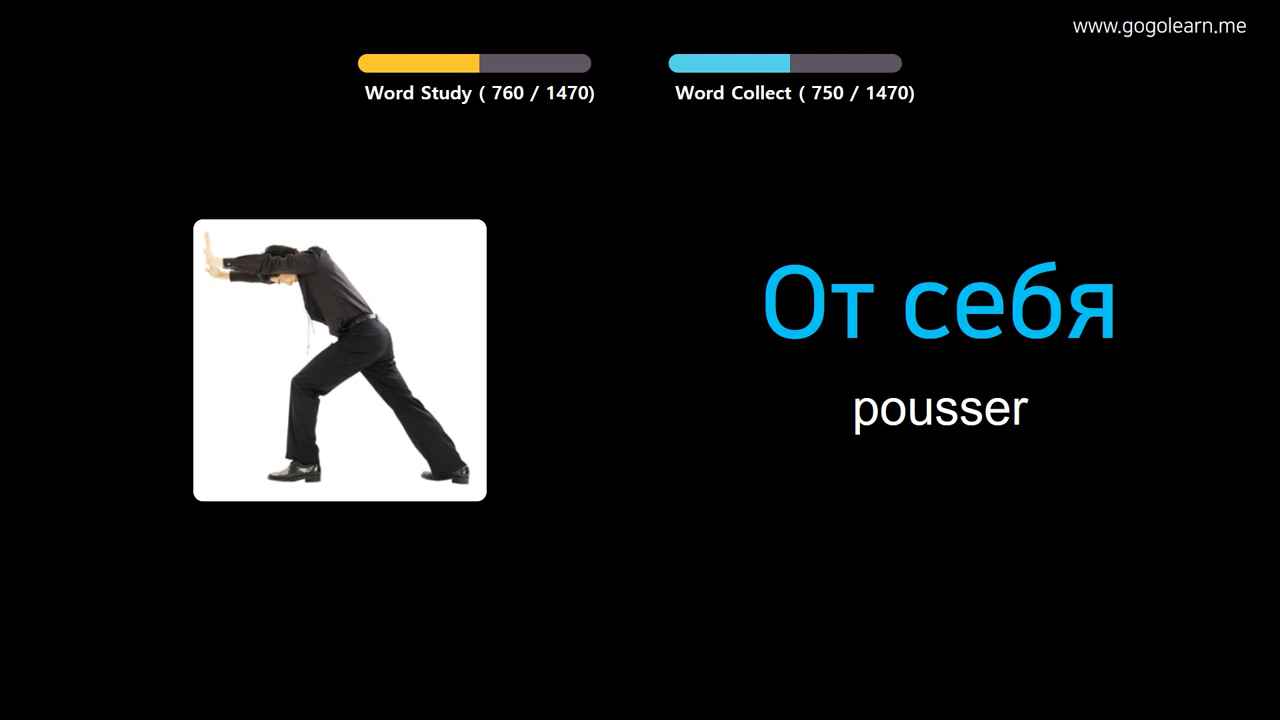 www.gogolearn.me
Word Study ( 760 / 1470)
Word Collect ( 750 / 1470)
От себя
pousser